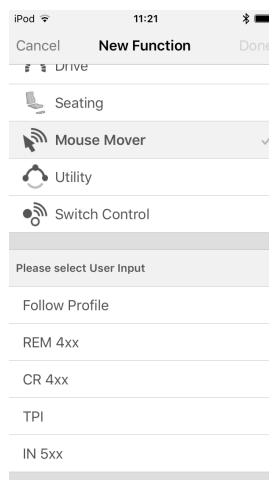 iPod 11:21
Cancel New Function Done
Drive
Seating
Mouse Mover
Utility
Switch Control
Please select User Input
Follow Profile
REM 4xx
CR 4xx
TPI
IN 5xx